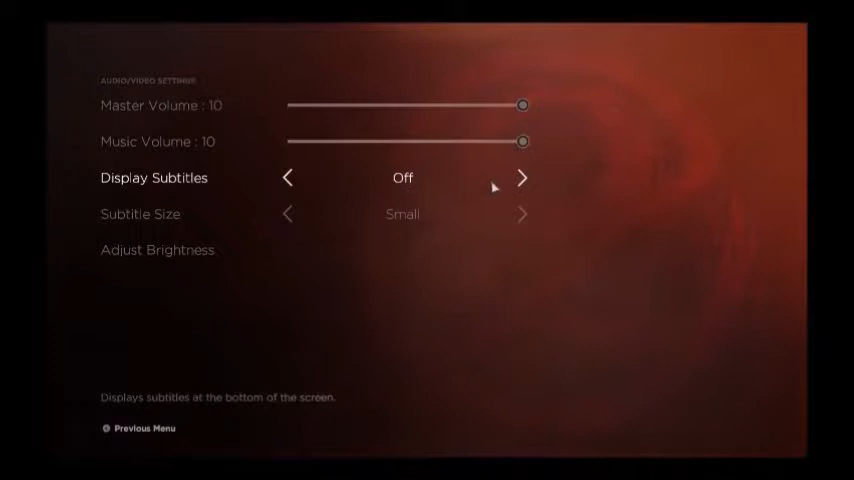 AUDIO/VIDEO SETTINGS
Master Volume : 10
Music Volume : 10
Display Subtitles Off
Subtitle Size Small
Adjust Brightness
Displays subtitles at the bottom of the screen.
Previous Menu